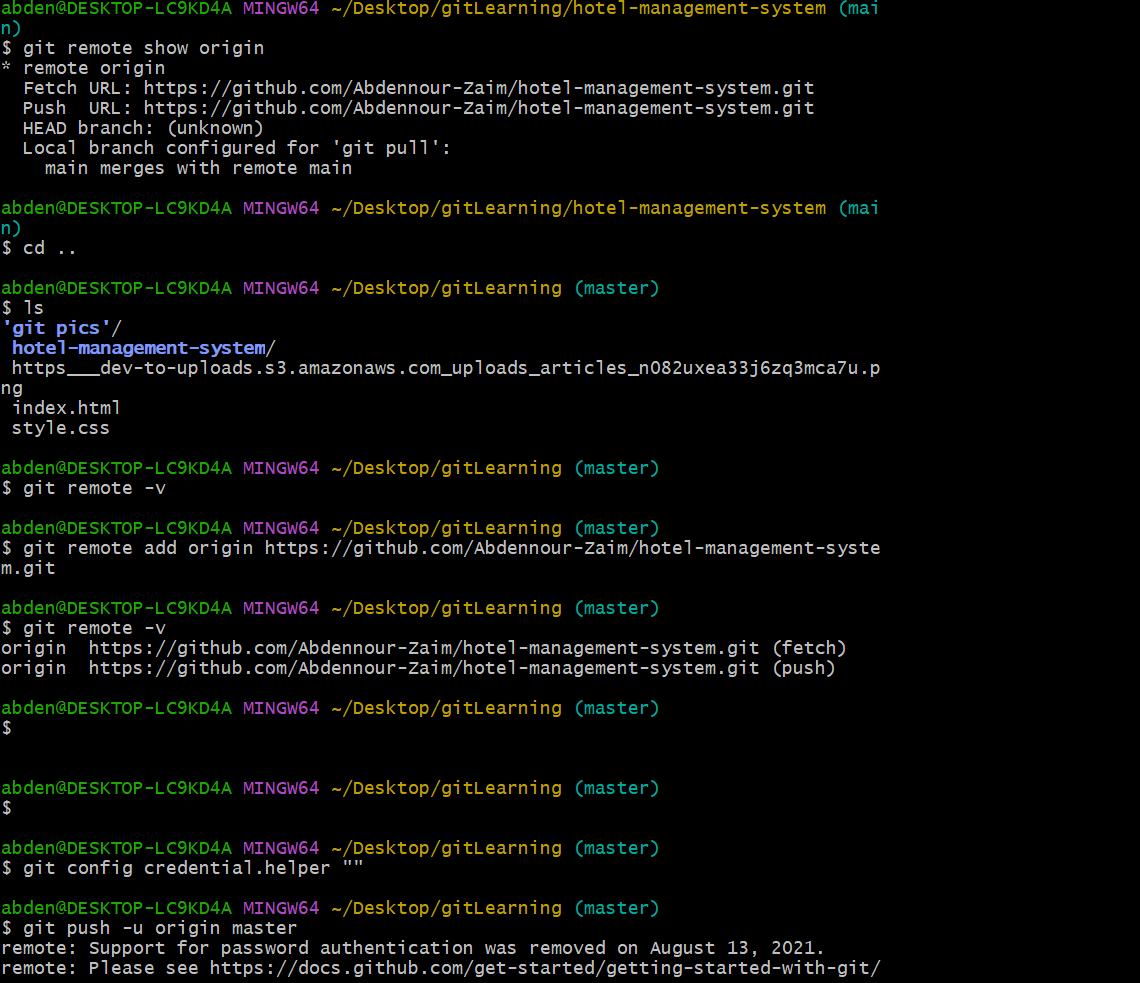 abden@DESKTOP-LC9KD4A MINGW64 ~/Desktop/gitLearning/hotel-management-system (mai
n)
$ git remote show origin
* remote origin
  Fetch URL: https://github.com/Abdennour-Zaim/hotel-management-system.git
  Push  URL: https://github.com/Abdennour-Zaim/hotel-management-system.git
  HEAD branch: (unknown)
  Local branch configured for 'git pull':
    main merges with remote main
abden@DESKTOP-LC9KD4A MINGW64 ~/Desktop/gitLearning/hotel-management-system (mai
n)
$ cd ..
abden@DESKTOP-LC9KD4A MINGW64 ~/Desktop/gitLearning (master)
$ ls
'git pics'/
 hotel-management-system/
 https___dev-to-uploads.s3.amazonaws.com_uploads_articles_n082uxea33j6zq3mca7u.p
ng
 index.html
 style.css
abden@DESKTOP-LC9KD4A MINGW64 ~/Desktop/gitLearning (master)
$ git remote -v
abden@DESKTOP-LC9KD4A MINGW64 ~/Desktop/gitLearning (master)
$ git remote add origin https://github.com/Abdennour-Zaim/hotel-management-syste
m.git
abden@DESKTOP-LC9KD4A MINGW64 ~/Desktop/gitLearning (master)
$ git remote -v
origin  https://github.com/Abdennour-Zaim/hotel-management-system.git (fetch)
origin  https://github.com/Abdennour-Zaim/hotel-management-system.git (push)
abden@DESKTOP-LC9KD4A MINGW64 ~/Desktop/gitLearning (master)
$
abden@DESKTOP-LC9KD4A MINGW64 ~/Desktop/gitLearning (master)
$
abden@DESKTOP-LC9KD4A MINGW64 ~/Desktop/gitLearning (master)
$ git config credential.helper ""
abden@DESKTOP-LC9KD4A MINGW64 ~/Desktop/gitLearning (master)
$ git push -u origin master
remote: Support for password authentication was removed on August 13, 2021.
remote: Please see https://docs.github.com/get-started/getting-started-with-git/